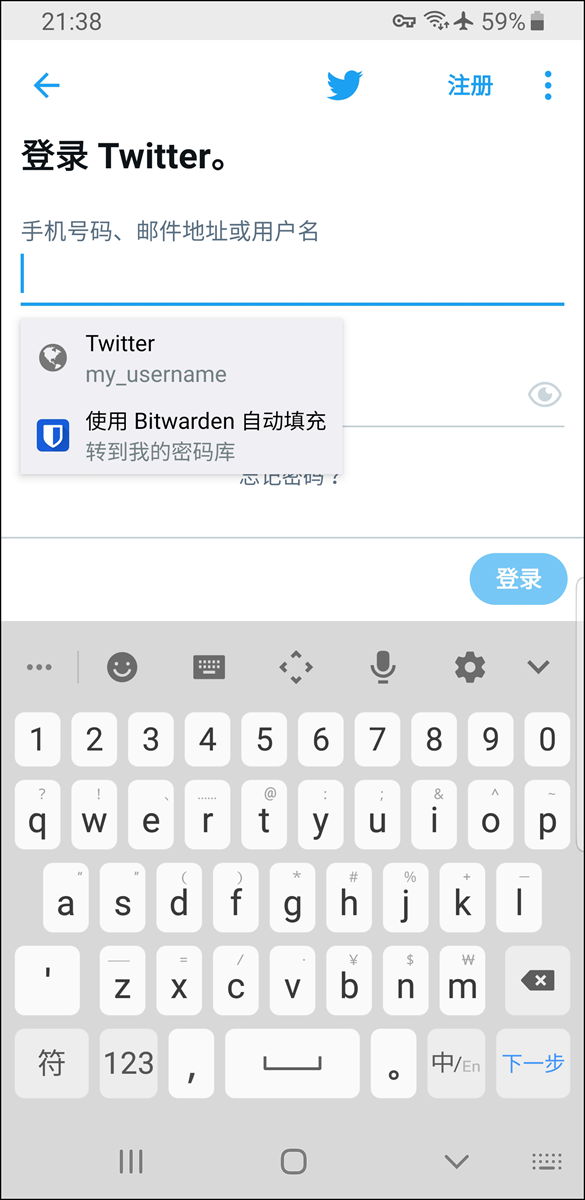 21:38 59%
注册
登录 Twitter。
手机号码、邮件地址或用户名
Twitter
my_username
使用 Bitwarden 自动填充
转到我的密码库
忘记密码？
登录
1 2 3 4 5 6 7 8 9 0
? ! 、 …… @ : ; & ^ ~
q w e r t y u i o p
“ ” ( ) * # % + —
a s d f g h j k l
—— = / · ¥ $ ₩
' z x c v b n m
符 123 , 。 中/En 下一步